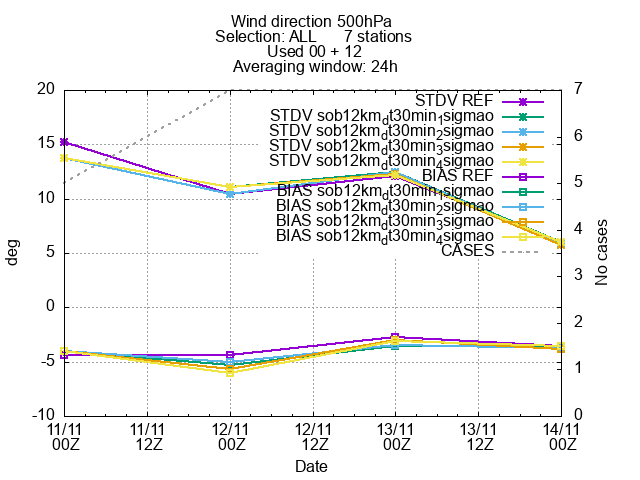 Wind direction 500hPa
Selection: ALL 7 stations
Used 00 + 12
Averaging window: 24h
20
15
10
5
0
-5
-10
deg
7
6
5
4
3
2
1
0
No cases
STDV REF
STDV sob12km_dt30min_1sigmao
STDV sob12km_dt30min_2sigmao
STDV sob12km_dt30min_3sigmao
STDV sob12km_dt30min_4sigmao
BIAS REF
BIAS sob12km_dt30min_1sigmao
BIAS sob12km_dt30min_2sigmao
BIAS sob12km_dt30min_3sigmao
BIAS sob12km_dt30min_4sigmao
CASES
11/11 11/11 12/11 12/11 13/11 13/11 14/11
00Z 12Z 00Z 12Z 00Z 12Z 00Z
Date